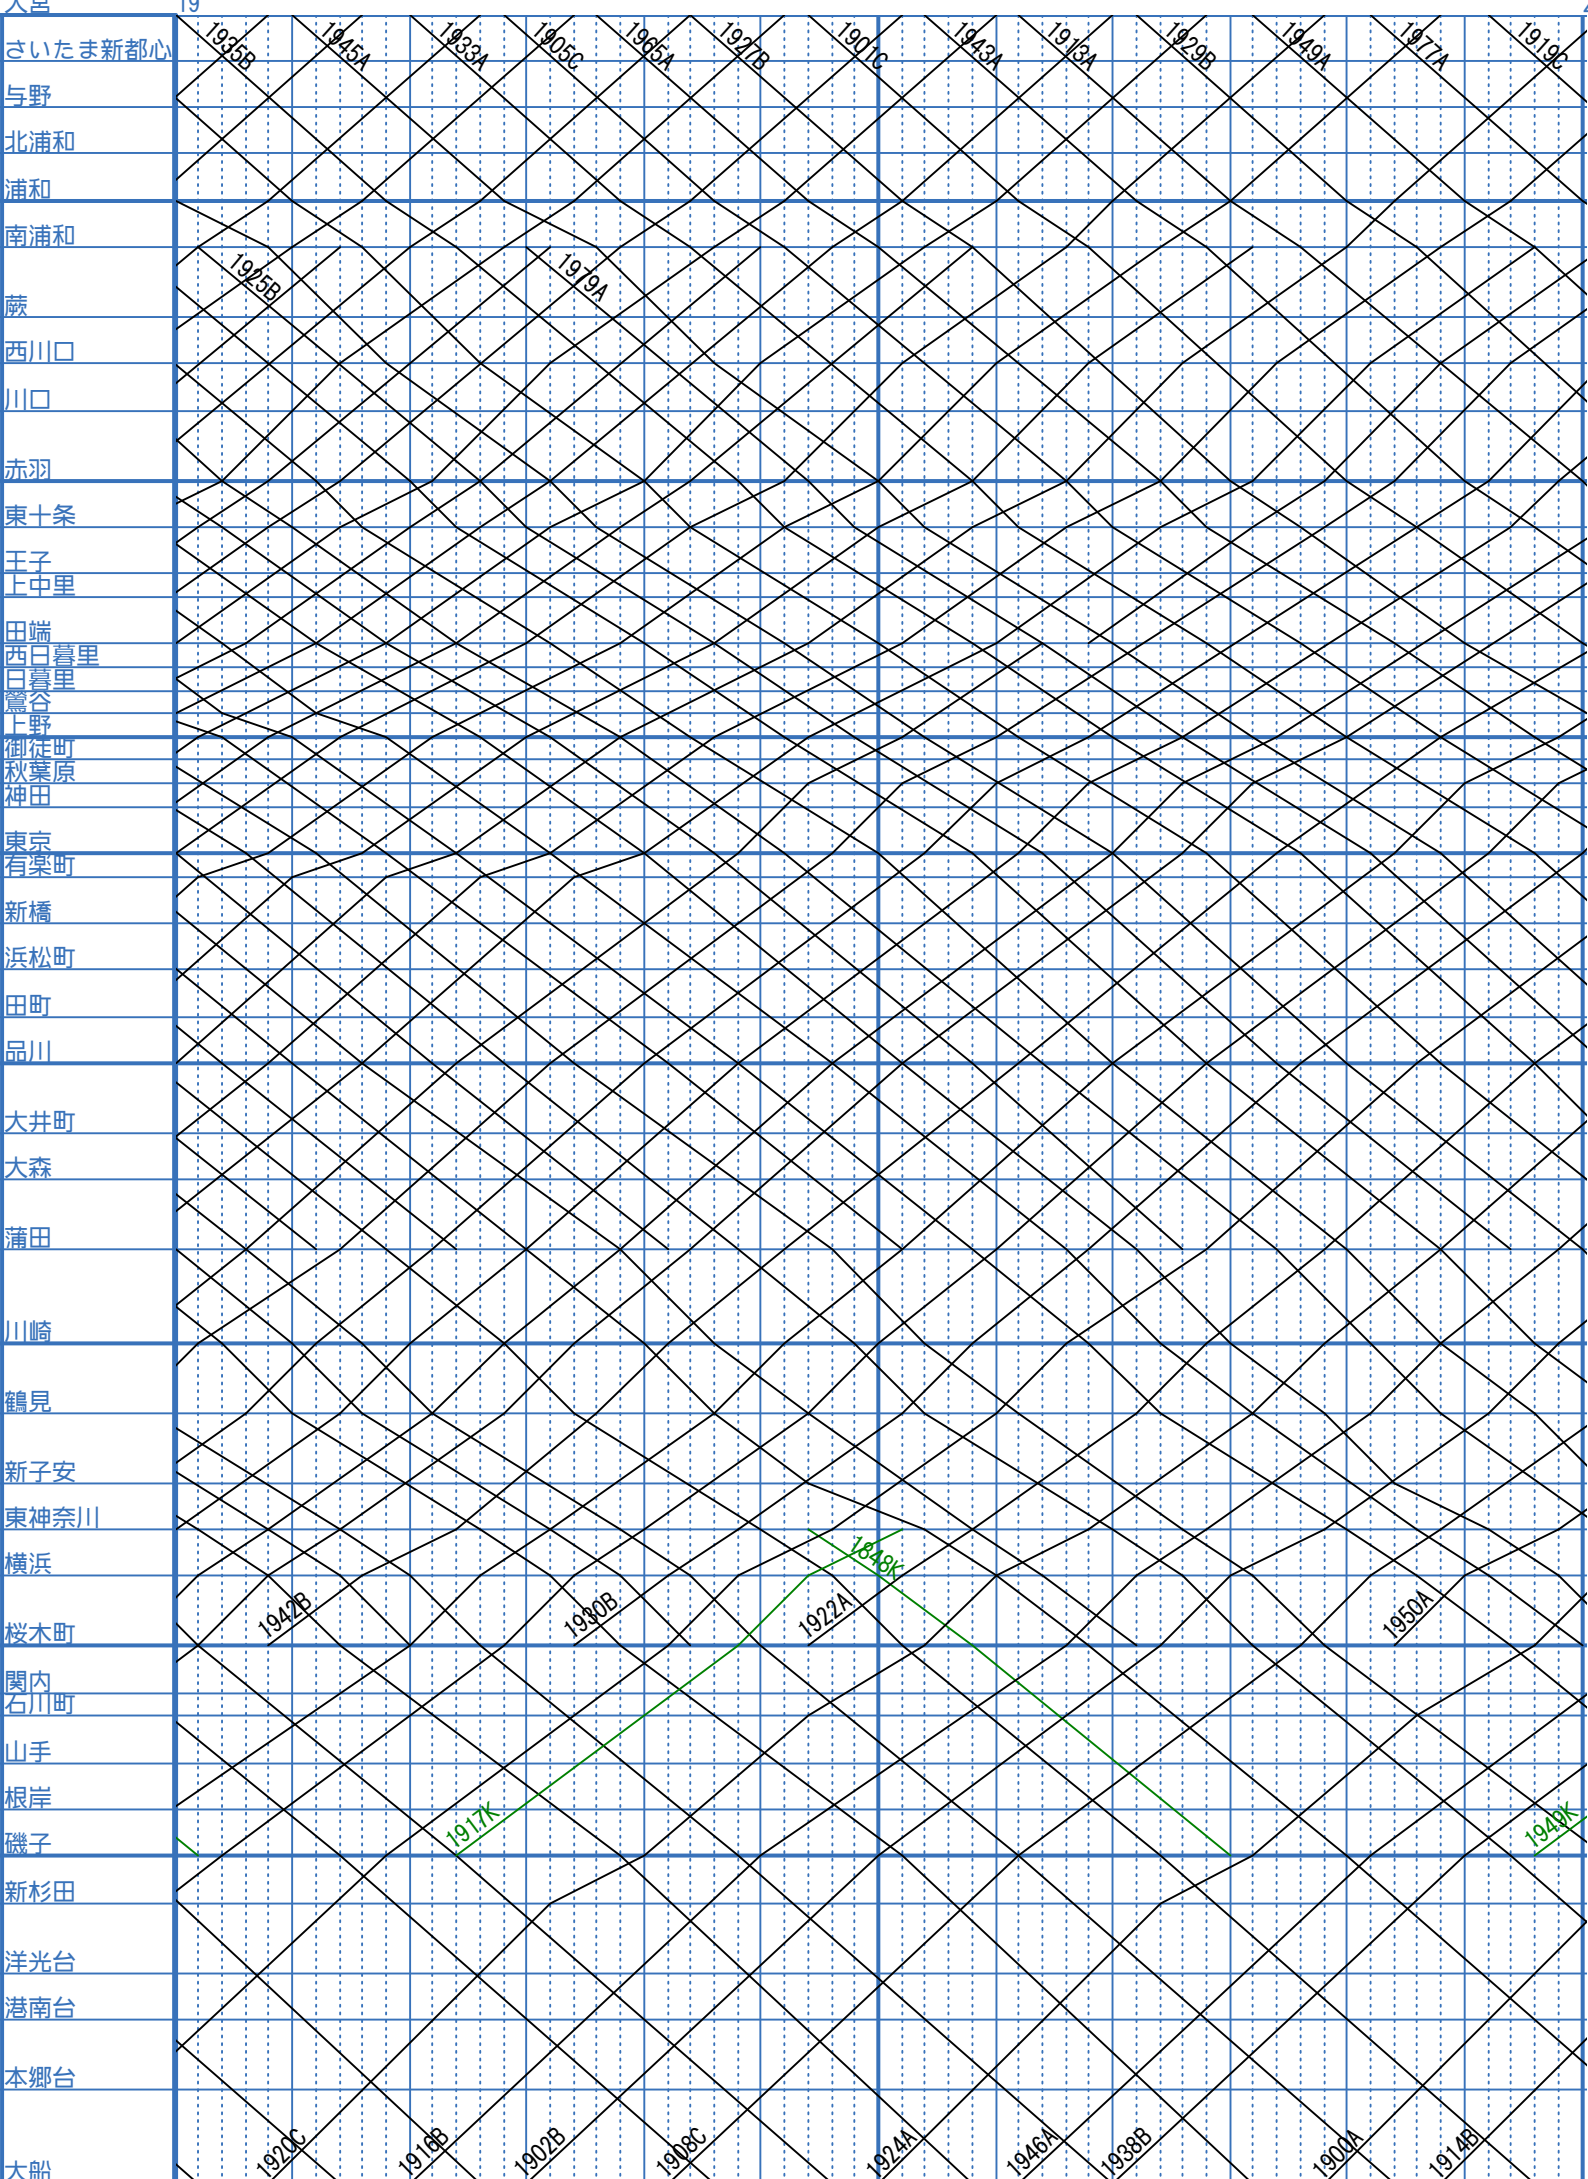 大宮
19
2
さいたま新都心
1935B
1945A
1933A
1905C
1965A
1927B
1901C
1943A
1913A
1929B
1949A
1977A
1919C
与野
北浦和
浦和
南浦和
1925B
1979A
蕨
西川口
川口
赤羽
東十条
王子
上中里
田端
西日暮里
日暮里
鶯谷
上野
御徒町
秋葉原
神田
東京
有楽町
新橋
浜松町
田町
品川
大井町
大森
蒲田
川崎
鶴見
新子安
東神奈川
1848K
横浜
1942B
1930B
1922A
1950A
桜木町
関内
石川町
山手
根岸
1917K
1949K
磯子
新杉田
洋光台
港南台
本郷台
1920C
1916B
1902B
1908C
1924A
1946A
1938B
1900A
1914B
大船